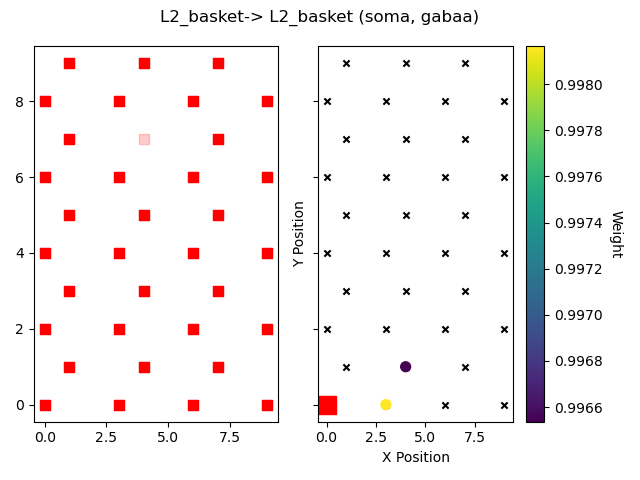 L2_basket-> L2_basket (soma, gabaa)
8
6
4
2
0
0.0 2.5 5.0 7.5
Y Position
0.0 2.5 5.0 7.5
X Position
0.9980
0.9978
0.9976
0.9974
0.9972
0.9970
0.9968
0.9966
Weight